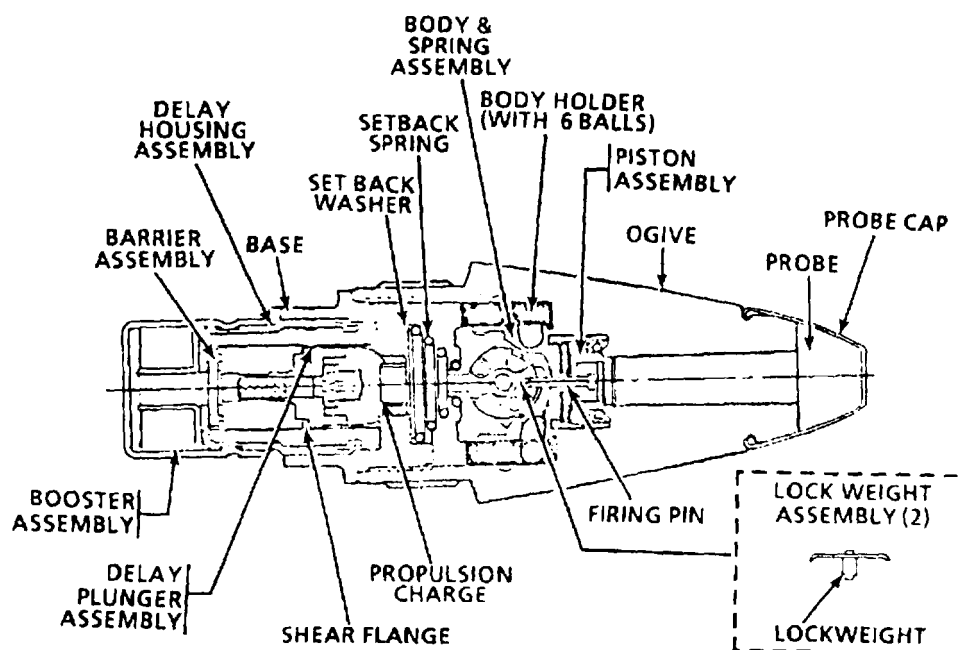 BODY &
SPRING
ASSEMBLY
BODY HOLDER
(WITH 6 BALLS)
DELAY
HOUSING
ASSEMBLY
SETBACK
SPRING
PISTON
ASSEMBLY
SET BACK
WASHER
PROBE CAP
BARRIER
ASSEMBLY
BASE
OGIVE
PROBE
BOOSTER
ASSEMBLY
DELAY
PLUNGER
ASSEMBLY
PROPULSION
CHARGE
SHEAR FLANGE
FIRING PIN
LOCK WEIGHT
ASSEMBLY (2)
LOCKWEIGHT